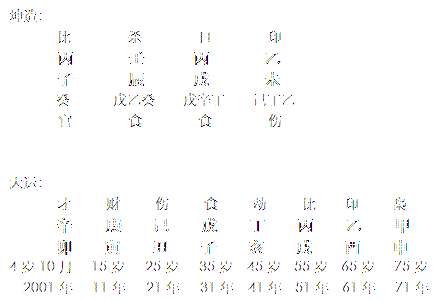 坤造:
比 杀 日 印
丙 壬 丙 乙
子 辰 戌 未
癸 戊乙癸 戊辛丁 己丁乙
官 食 食 伤
大运:
才 财 伤 食 劫 比 印 枭
辛 庚 己 戊 丁 丙 乙 甲
卯 寅 丑 子 亥 戌 酉 申
4岁10月 15岁 25岁 35岁 45岁 55岁 65岁 75岁
2001年 11年 21年 31年 41年 51年 61年 71年